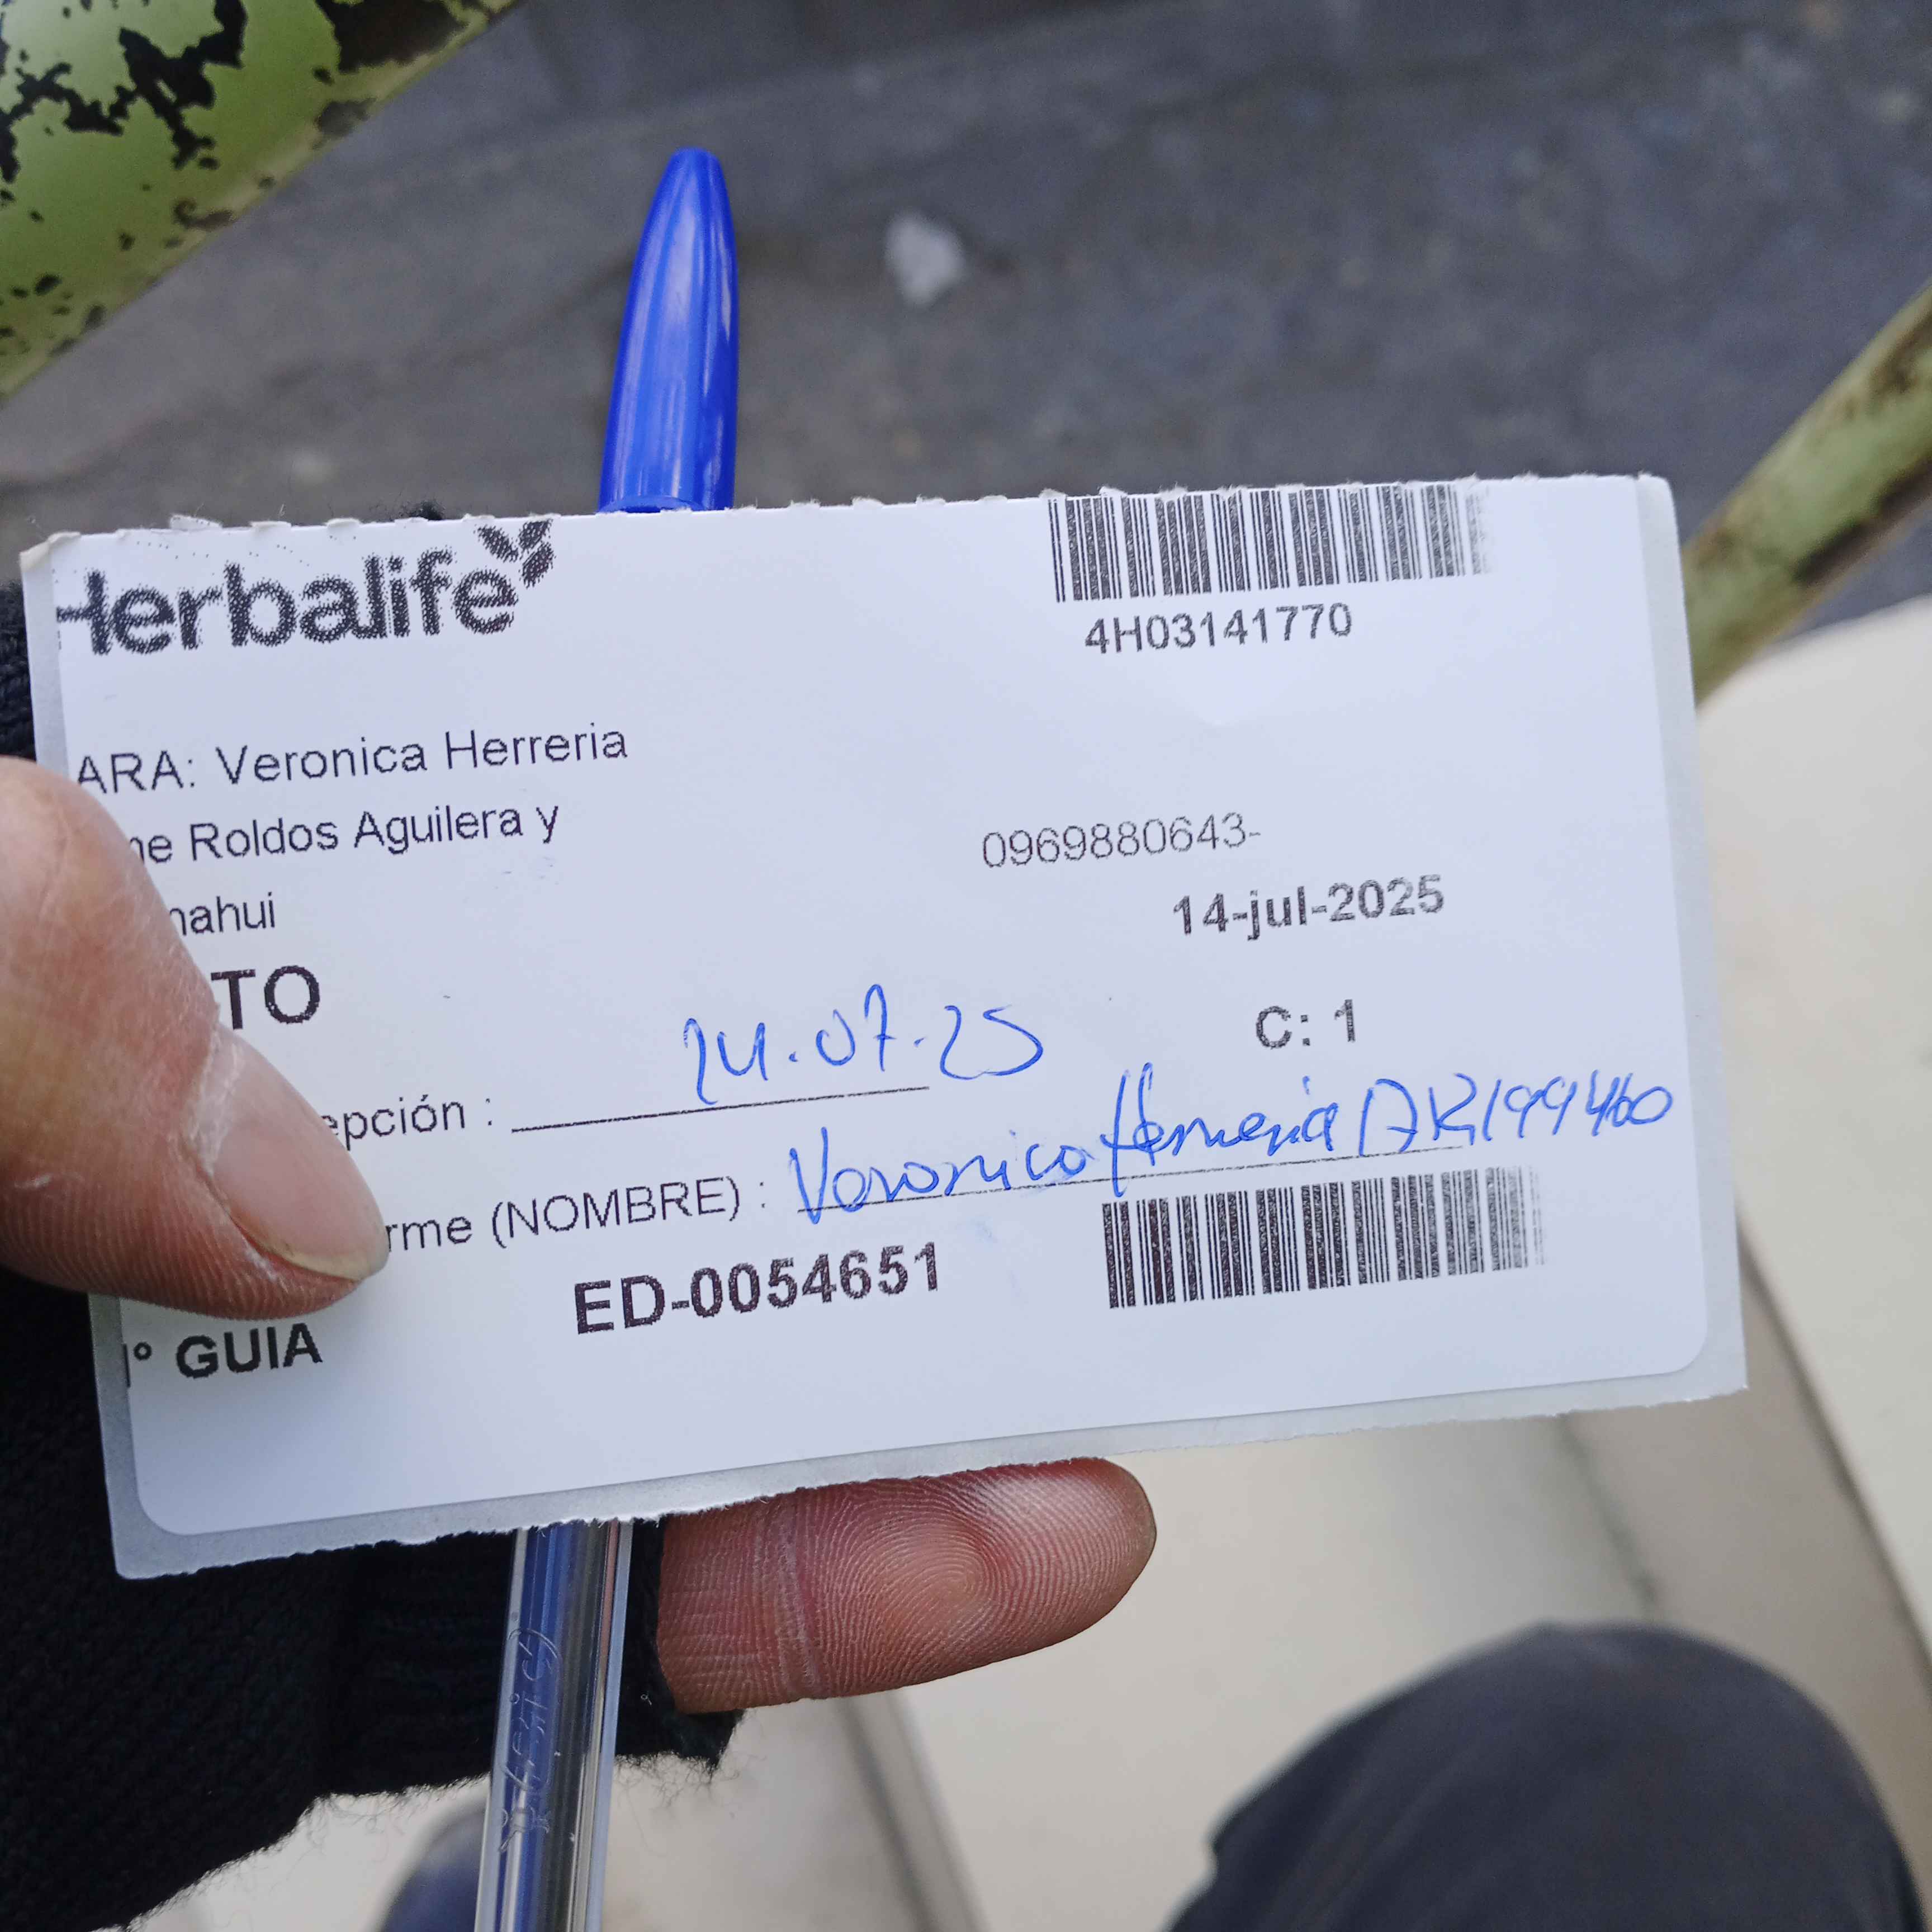 Herbalife
4H03141770
ARA: Veronica Herreria
ne Roldos Aguilera y
0969880643-
nahui
14-jul-2025
TO
C: 1
epción : 24.07.25
rme (NOMBRE) : Veronica Herreria
ED-0054651
N° GUIA